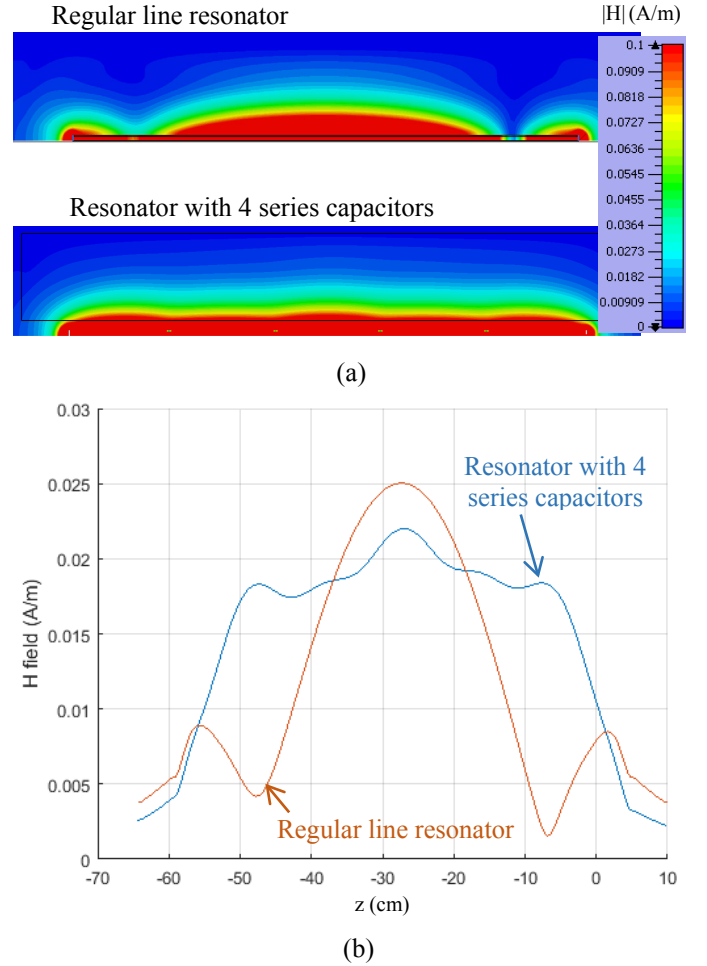 Regular line resonator
|H| (A/m)
0.1
0.0909
0.0818
0.0727
0.0636
0.0545
0.0455
0.0364
0.0273
0.0182
0.00909
0
Resonator with 4 series capacitors
(a)
0.03
0.025
0.02
0.015
0.01
0.005
0
H field (A/m)
Resonator with 4
series capacitors
Regular line resonator
-70 -60 -50 -40 -30 -20 -10 0 10
z (cm)
(b)